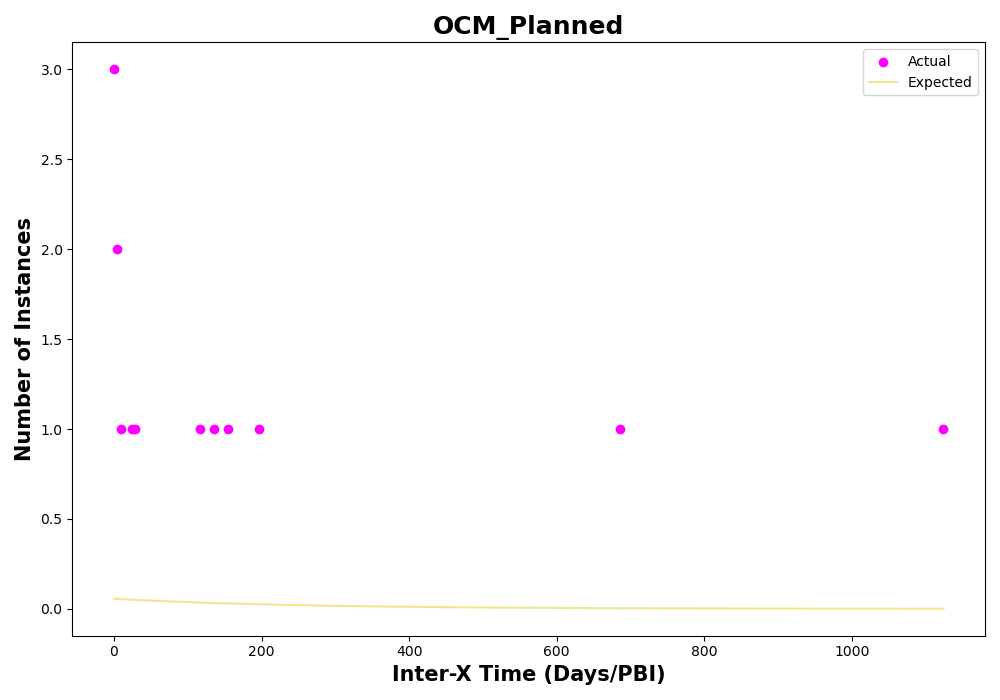 OCM_Planned
Actual
Expected
3.0
2.5
2.0
1.5
1.0
0.5
0.0
Number of Instances
0
200
400
600
800
1000
Inter-X Time (Days/PBI)